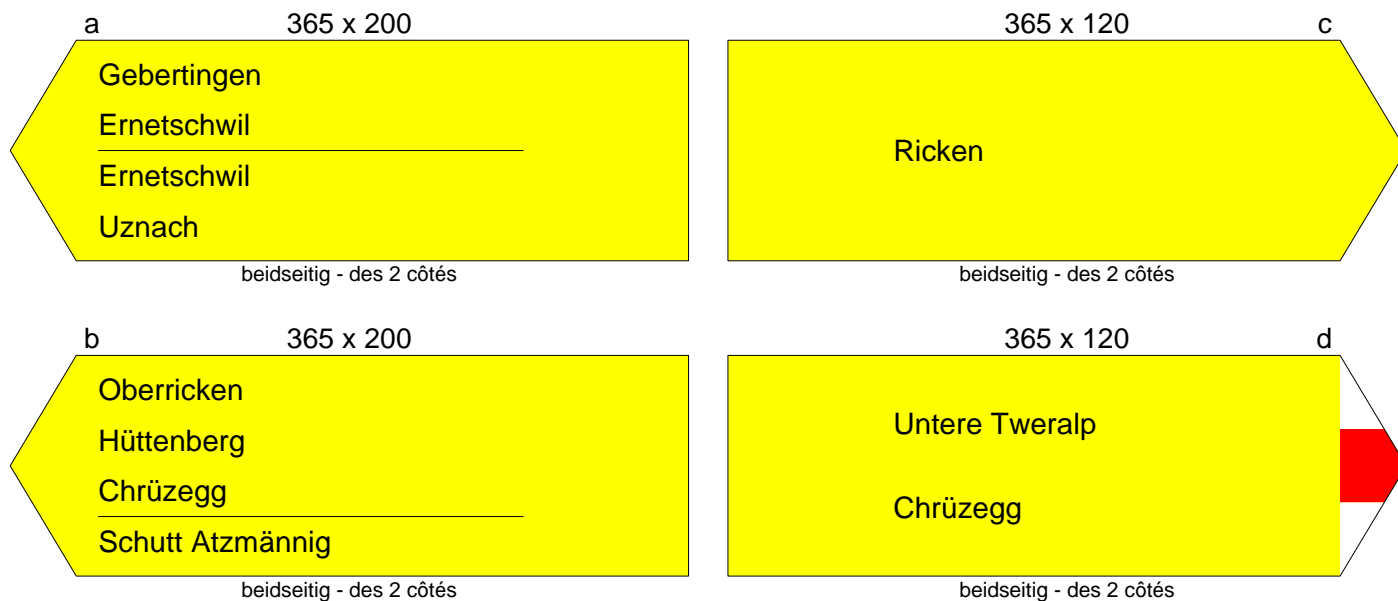 a 365 x 200
Gebertingen
Ernetschwil
Ernetschwil
Uznach
beidseitig - des 2 côtés
365 x 120 c
Ricken
beidseitig - des 2 côtés
b 365 x 200
Oberricken
Hüttenberg
Chrüzegg
Schutt Atzmännig
beidseitig - des 2 côtés
365 x 120 d
Untere Tweralp
Chrüzegg
beidseitig - des 2 côtés